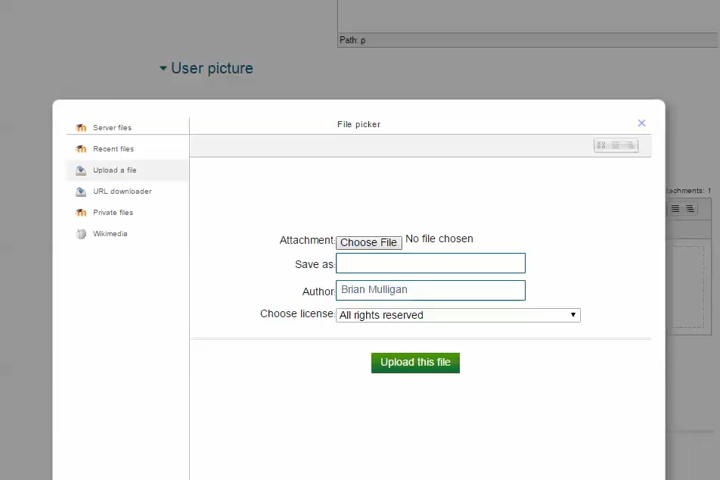 Path: p
User picture
File picker
Server files
Recent files
Upload a file
URL downloader
Private files
Wikimedia
Attachment: Choose File No file chosen
Save as:
Author: Brian Mulligan
Choose license: All rights reserved
Upload this file
achments: 1